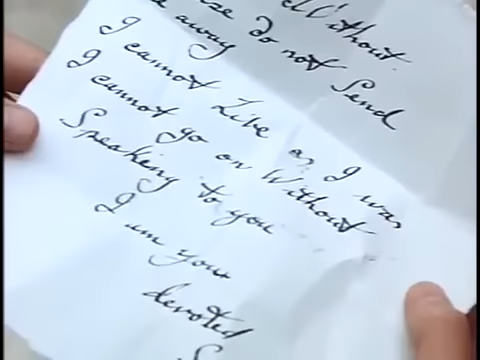 Without
do not Send
away
I cannot Live as I was
I cannot go on Without
Speaking to you
I am your
devoted
S